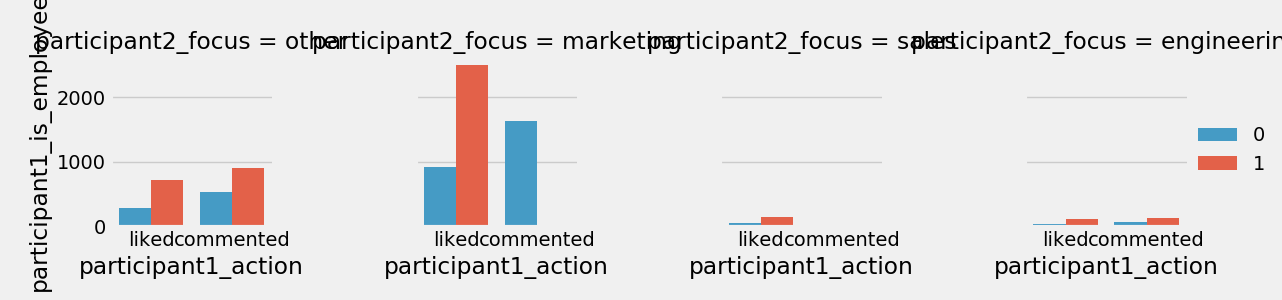 participant2_focus = other
participant2_focus = marketing
participant2_focus = sales
participant2_focus = engineerin
participant1_is_employee
2000
1000
0
0
1
liked commented
liked commented
liked commented
liked commented
participant1_action
participant1_action
participant1_action
participant1_action